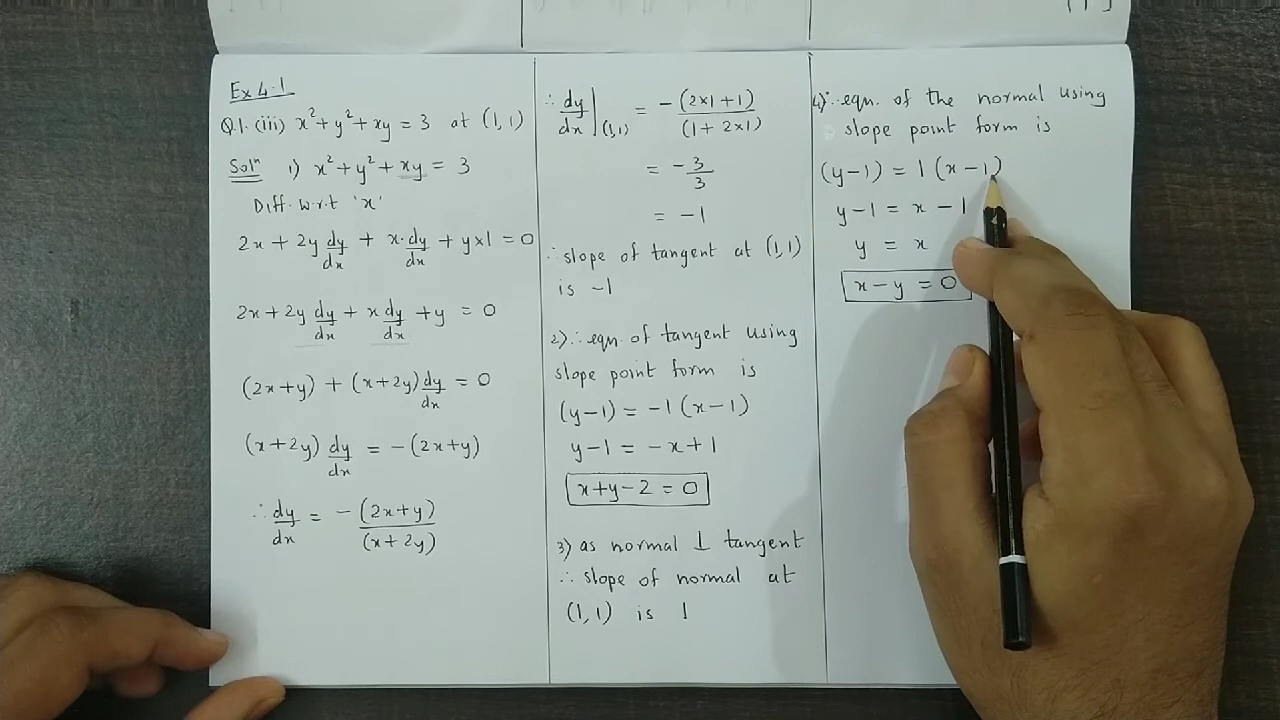 Ex 4.1
Q.1. (iii) x² + y² + xy = 3 at (1, 1)
Solⁿ 1) x² + y² + xy = 3
Diff. w.r.t 'x'
2x + 2y dy/dx + x·dy/dx + y×1 = 0
2x + 2y dy/dx + x dy/dx + y = 0
(2x+y) + (x+2y) dy/dx = 0
(x+2y) dy/dx = -(2x+y)
∴ dy/dx = -(2x+y)/(x+2y)
∴ dy/dx|(1,1) = -(2×1+1)/(1+2×1)
= -3/3
= -1
∴ slope of tangent at (1,1)
is -1
2) ∴ eqn. of tangent using
slope point form is
(y-1) = -1 (x-1)
y-1 = -x+1
x+y-2 = 0
3) as normal ⊥ tangent
∴ slope of normal at
(1,1) is 1
4) ∴ eqn. of the normal using
slope point form is
(y-1) = 1 (x-1)
y-1 = x-1
y = x
x-y = 0